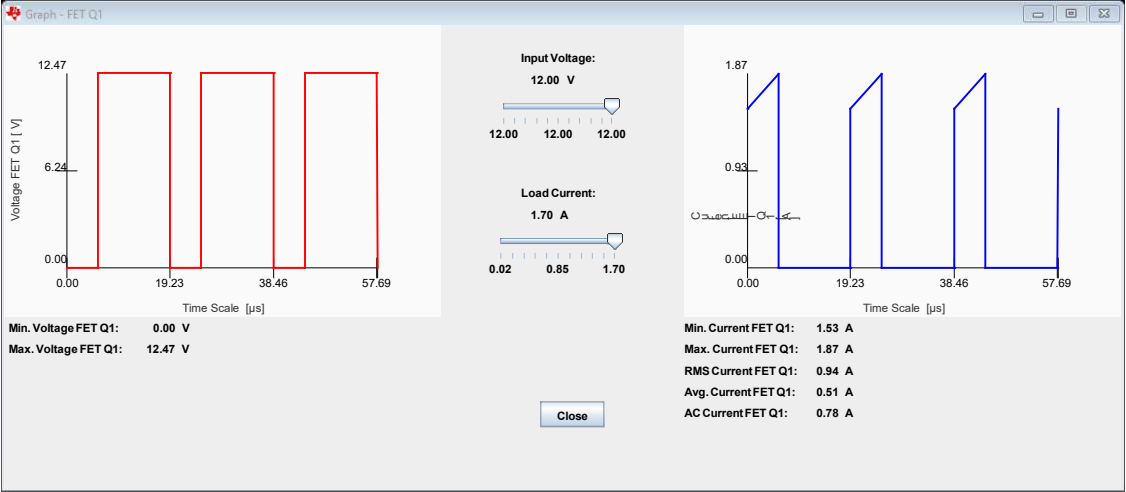 Graph - FET Q1
12.47
6.24
0.00
Voltage FET Q1 [ V]
0.00 19.23 38.46 57.69
Time Scale [µs]
Min. Voltage FET Q1: 0.00 V
Max. Voltage FET Q1: 12.47 V
Input Voltage:
12.00 V
12.00 12.00 12.00
Load Current:
1.70 A
0.02 0.85 1.70
Close
1.87
0.93
0.00
0.00 19.23 38.46 57.69
Time Scale [µs]
Min. Current FET Q1: 1.53 A
Max. Current FET Q1: 1.87 A
RMS Current FET Q1: 0.94 A
Avg. Current FET Q1: 0.51 A
AC Current FET Q1: 0.78 A